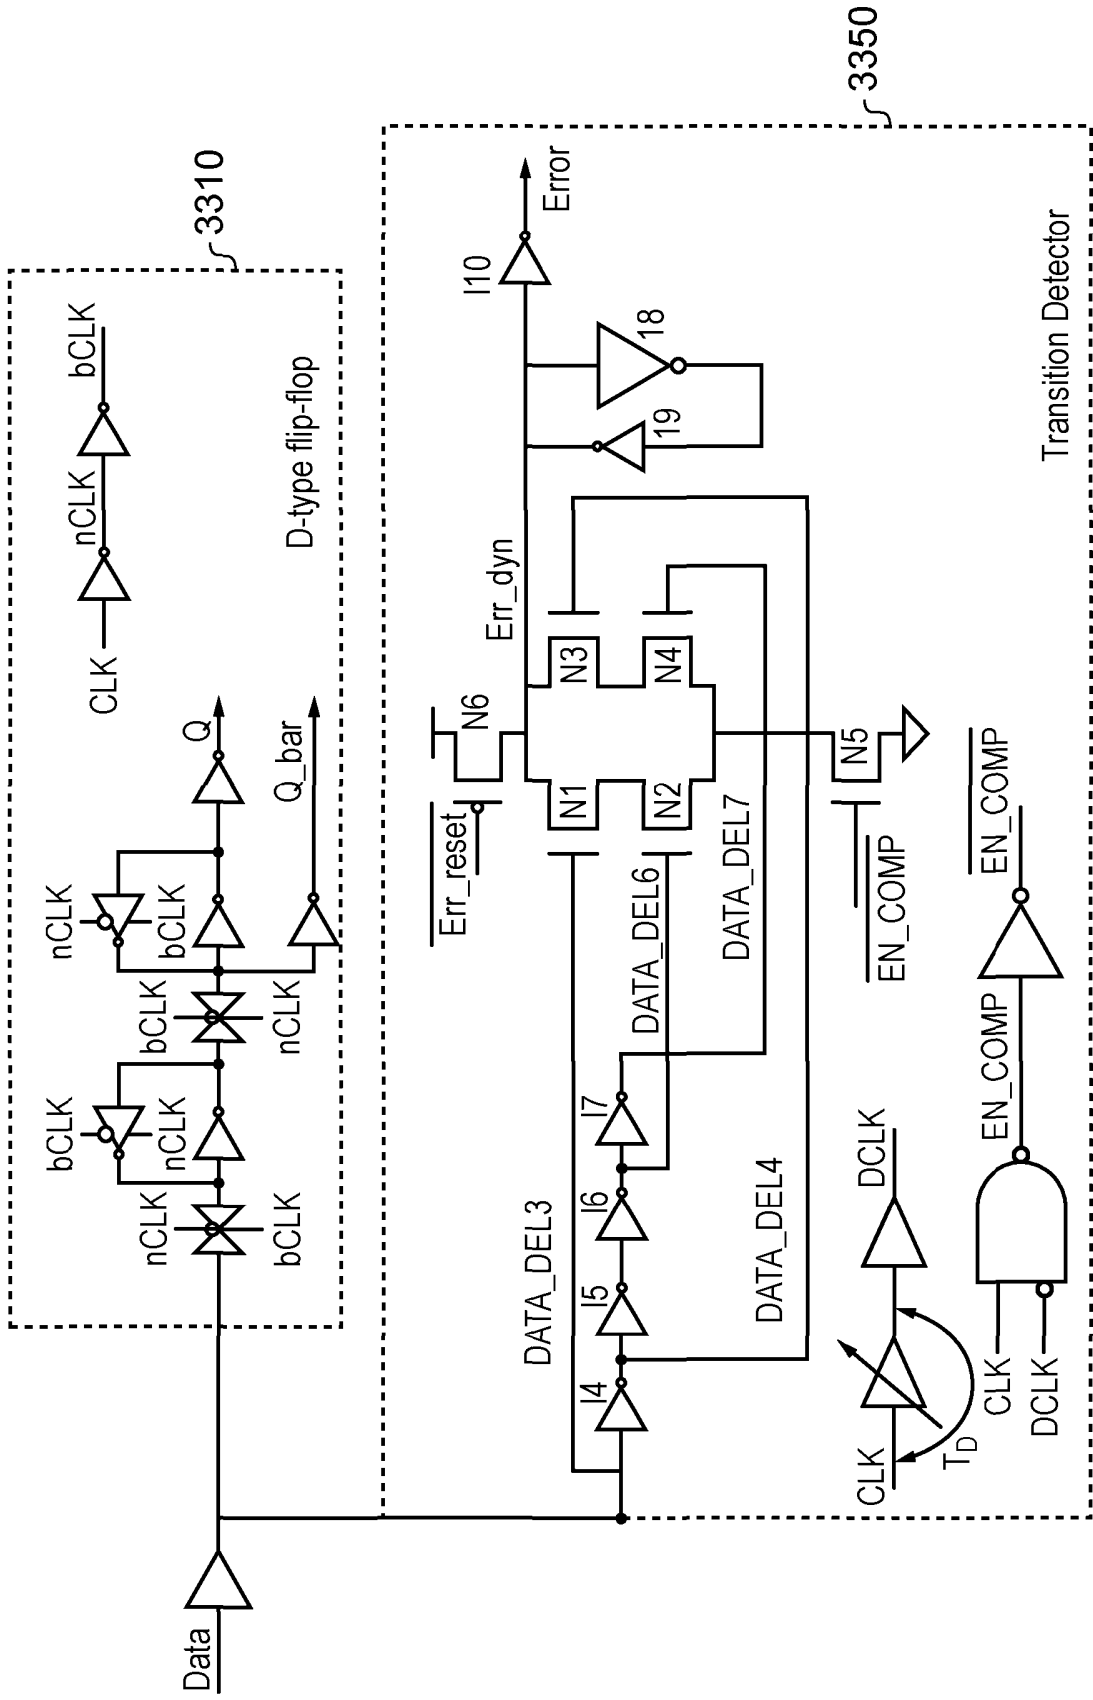 3310
CLK
nCLK
bCLK
D-type flip-flop
nCLK
bCLK
Q
Q_bar
bCLK
nCLK
bCLK
nCLK
nCLK
bCLK
Data
3350
Transition Detector
Error
I10
18
19
Err_dyn
N6
Err_reset
N1
N3
N2
N4
N5
EN_COMP
DATA_DEL3
DATA_DEL6
DATA_DEL7
DATA_DEL4
I4
I5
I6
I7
CLK
TD
DCLK
CLK
DCLK
EN_COMP
EN_COMP